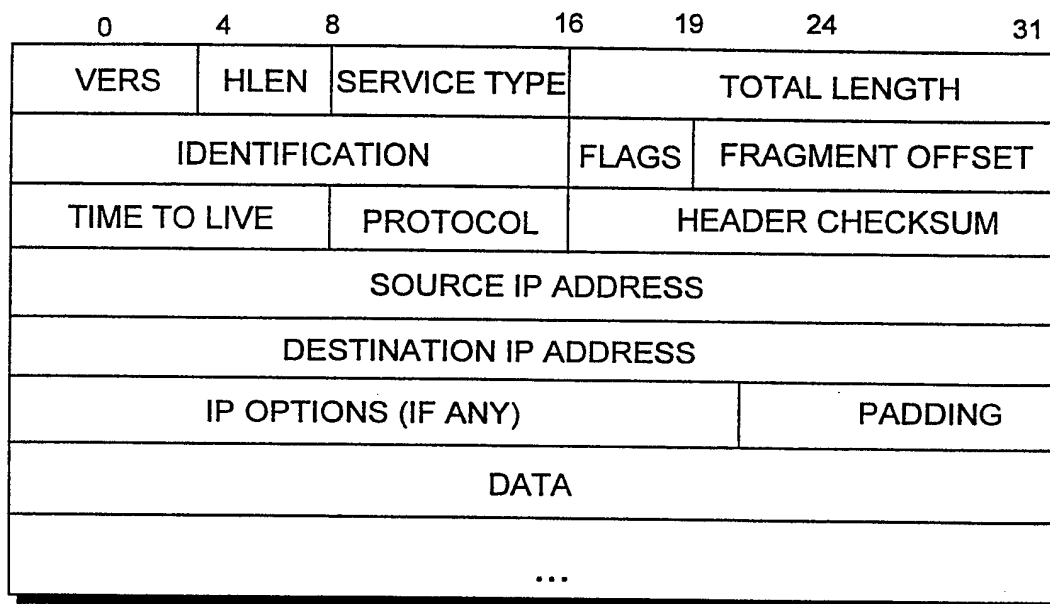 0 4 8 16 19 24 31
VERS HLEN SERVICE TYPE TOTAL LENGTH
IDENTIFICATION FLAGS FRAGMENT OFFSET
TIME TO LIVE PROTOCOL HEADER CHECKSUM
SOURCE IP ADDRESS
DESTINATION IP ADDRESS
IP OPTIONS (IF ANY) PADDING
DATA
...